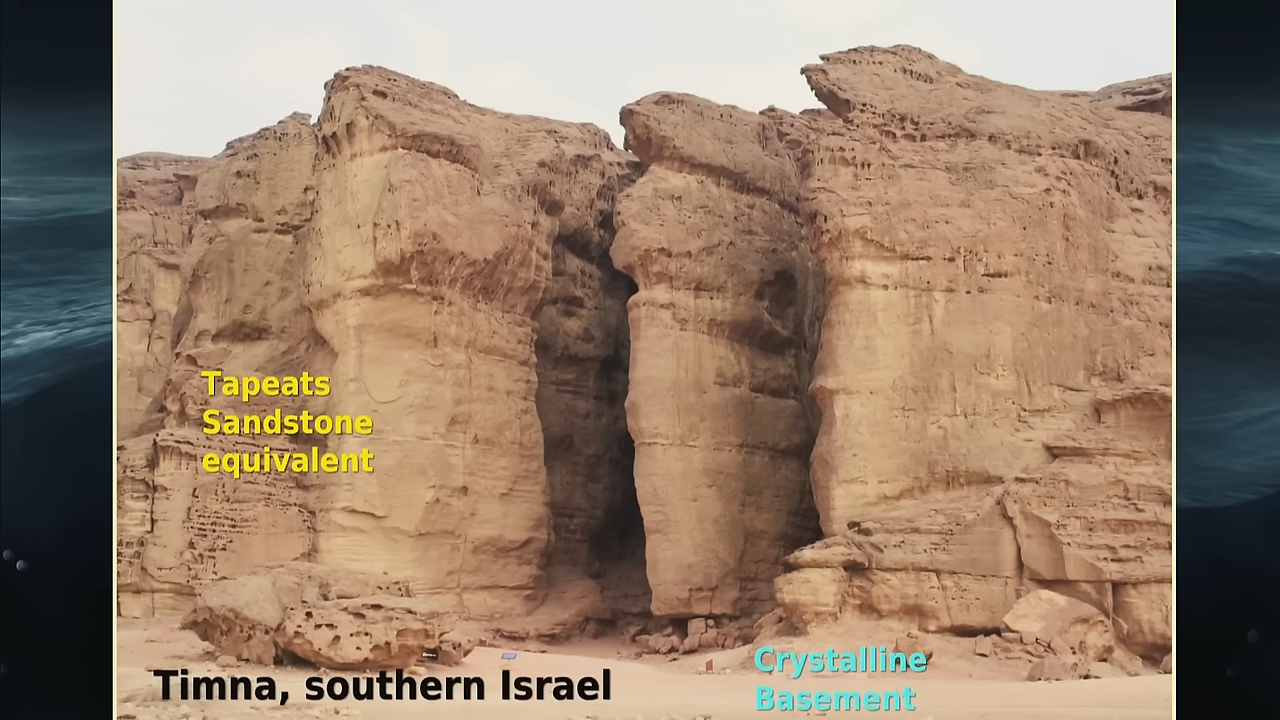 Tapeats
Sandstone
equivalent
Timna, southern Israel
Crystalline
Basement